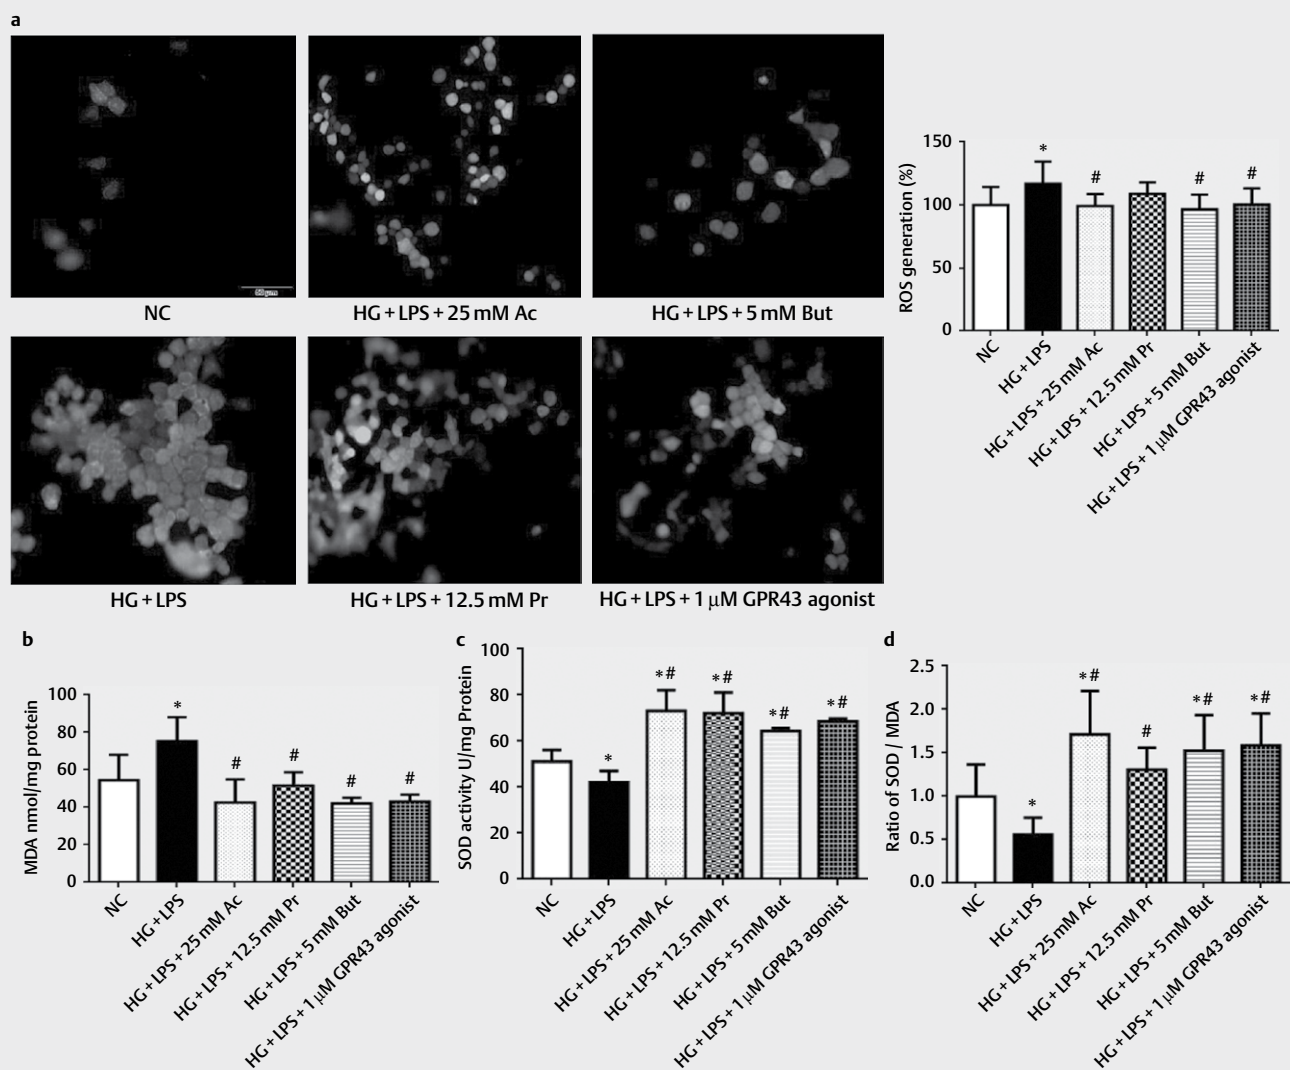 a
50 μm
NC
HG + LPS + 25 mM Ac
HG + LPS + 5 mM But
HG + LPS
HG + LPS + 12.5 mM Pr
HG + LPS + 1 μM GPR43 agonist
ROS generation (%)
150
100
50
0
*
#
#
#
NC
HG + LPS
HG + LPS + 25 mM Ac
HG + LPS + 12.5 mM Pr
HG + LPS + 5 mM But
HG + LPS + 1 μM GPR43 agonist
b
MDA nmol/mg protein
100
80
60
40
20
0
*
#
#
#
#
NC
HG + LPS
HG + LPS + 25 mM Ac
HG + LPS + 12.5 mM Pr
HG + LPS + 5 mM But
HG + LPS + 1 μM GPR43 agonist
c
SOD activity U/mg Protein
100
80
60
40
20
0
*
*#
*#
*#
*#
NC
HG + LPS
HG + LPS + 25 mM Ac
HG + LPS + 12.5 mM Pr
HG + LPS + 5 mM But
HG + LPS + 1 μM GPR43 agonist
d
Ratio of SOD / MDA
2.5
2.0
1.5
1.0
0.5
0.0
*
*#
#
*#
*#
NC
HG + LPS
HG + LPS + 25 mM Ac
HG + LPS + 12.5 mM Pr
HG + LPS + 5 mM But
HG + LPS + 1 μM GPR43 agonist